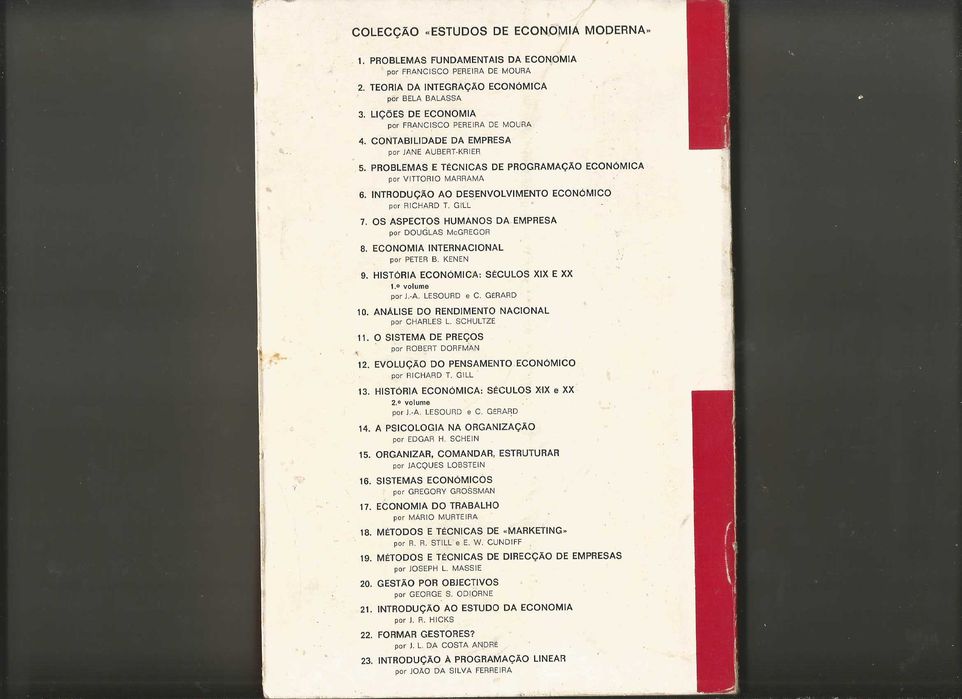 COLECÇÃO «ESTUDOS DE ECONOMIA MODERNA»
1. PROBLEMAS FUNDAMENTAIS DA ECONOMIA
por FRANCISCO PEREIRA DE MOURA
2. TEORIA DA INTEGRAÇÃO ECONÓMICA
por BELA BALASSA
3. LIÇÕES DE ECONOMIA
por FRANCISCO PEREIRA DE MOURA
4. CONTABILIDADE DA EMPRESA
por JANE AUBERT-KRIER
5. PROBLEMAS E TÉCNICAS DE PROGRAMAÇÃO ECONÓMICA
por VITTORIO MARRAMA
6. INTRODUÇÃO AO DESENVOLVIMENTO ECONÓMICO
por RICHARD T. GILL
7. OS ASPECTOS HUMANOS DA EMPRESA
por DOUGLAS McGREGOR
8. ECONOMIA INTERNACIONAL
por PETER B. KENEN
9. HISTÓRIA ECONÓMICA: SÉCULOS XIX E XX
1.º volume
por J.-A. LESOURD e C. GÉRARD
10. ANÁLISE DO RENDIMENTO NACIONAL
por CHARLES L. SCHULTZE
11. O SISTEMA DE PREÇOS
por ROBERT DORFMAN
12. EVOLUÇÃO DO PENSAMENTO ECONÓMICO
por RICHARD T. GILL
13. HISTÓRIA ECONÓMICA: SÉCULOS XIX e XX
2.º volume
por J.-A. LESOURD e C. GÉRARD
14. A PSICOLOGIA NA ORGANIZAÇÃO
por EDGAR H. SCHEIN
15. ORGANIZAR, COMANDAR, ESTRUTURAR
por JACQUES LOBSTEIN
16. SISTEMAS ECONÓMICOS
por GREGORY GROSSMAN
17. ECONOMIA DO TRABALHO
por MÁRIO MURTEIRA
18. MÉTODOS E TÉCNICAS DE «MARKETING»
por R. R. STILL e E. W. CUNDIFF
19. MÉTODOS E TÉCNICAS DE DIRECÇÃO DE EMPRESAS
por JOSEPH L. MASSIE
20. GESTÃO POR OBJECTIVOS
por GEORGE S. ODIORNE
21. INTRODUÇÃO AO ESTUDO DA ECONOMIA
por J. R. HICKS
22. FORMAR GESTORES?
por J. L. DA COSTA ANDRÉ
23. INTRODUÇÃO À PROGRAMAÇÃO LINEAR
por JOÃO DA SILVA FERREIRA